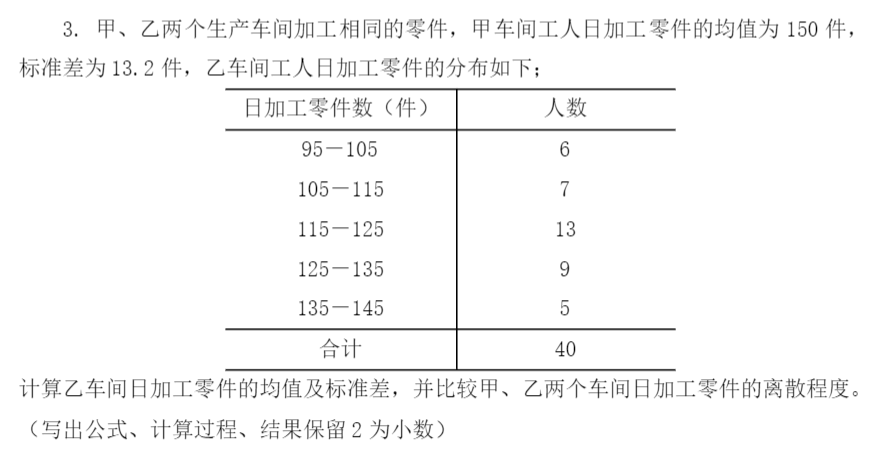 3. 甲、乙两个生产车间加工相同的零件，甲车间工人日加工零件的均值为 150 件，
标准差为 13.2 件，乙车间工人日加工零件的分布如下；
日加工零件数（件） 人数
95－105 6
105－115 7
115－125 13
125－135 9
135－145 5
合计 40
计算乙车间日加工零件的均值及标准差，并比较甲、乙两个车间日加工零件的离散程度。
（写出公式、计算过程、结果保留 2 为小数）